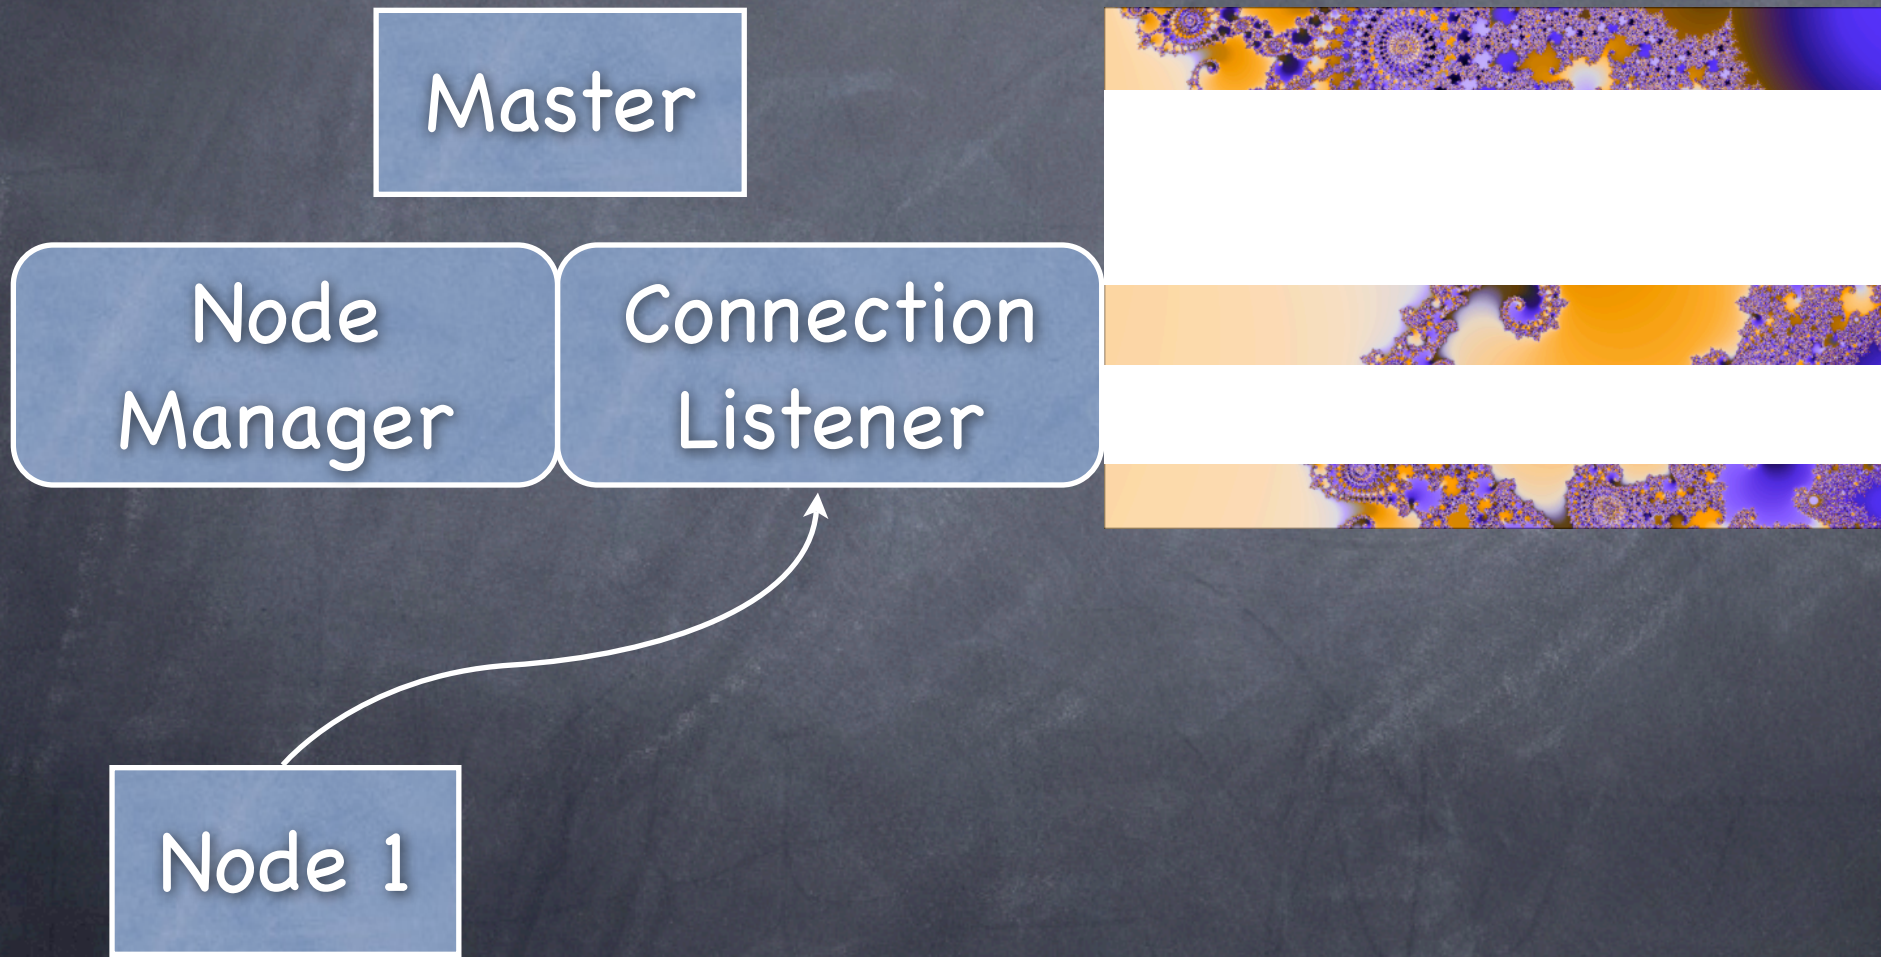 Master
Node
Manager
Connection
Listener
Node 1